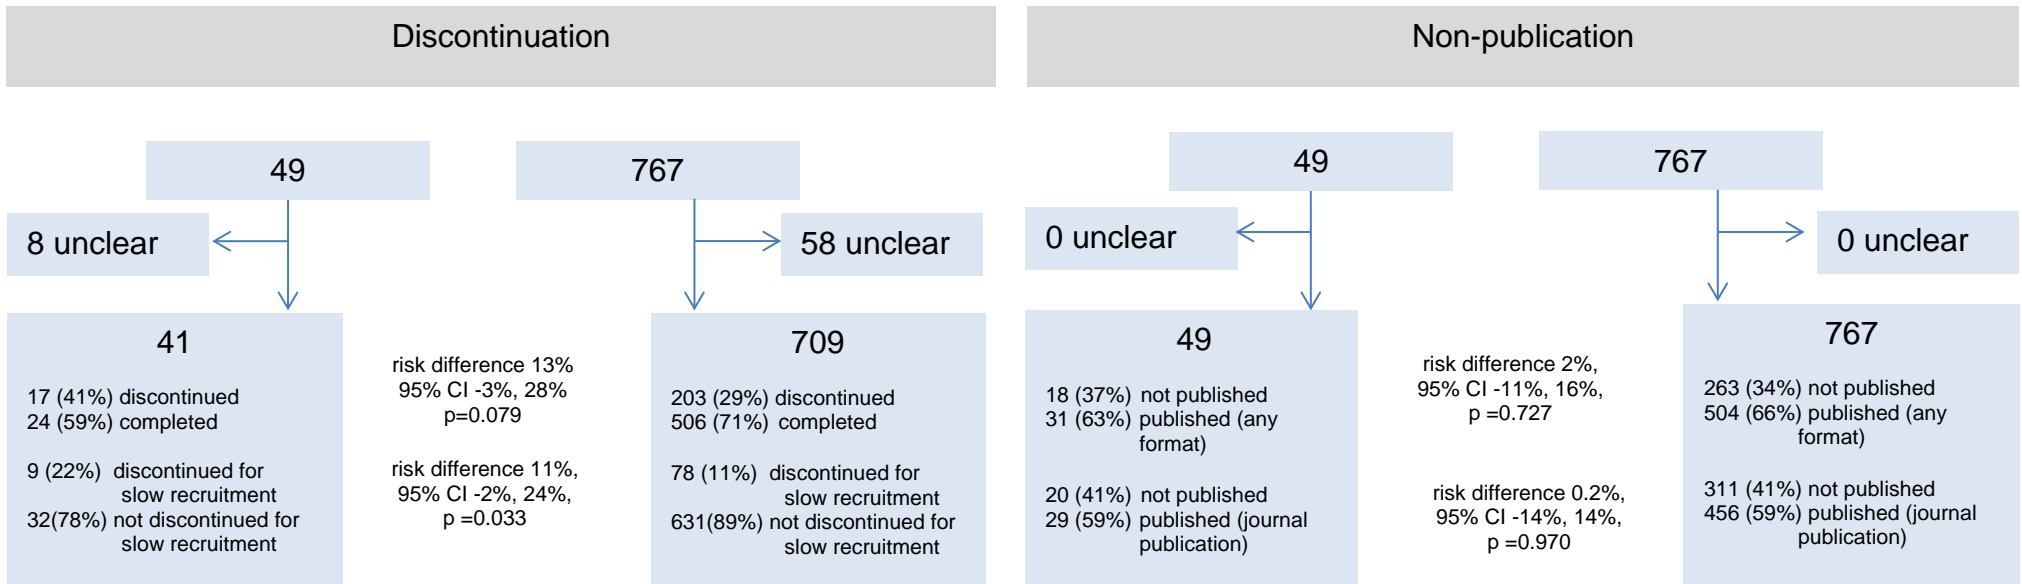 Discontinuation
49
767
8 unclear
58 unclear
41
17 (41%) discontinued
24 (59%) completed
9 (22%) discontinued for
slow recruitment
32(78%) not discontinued for
slow recruitment
risk difference 13%
95% CI -3%, 28%
p=0.079
risk difference 11%,
95% CI -2%, 24%,
p =0.033
709
203 (29%) discontinued
506 (71%) completed
78 (11%) discontinued for
slow recruitment
631(89%) not discontinued for
slow recruitment
Non-publication
49
767
0 unclear
0 unclear
49
18 (37%) not published
31 (63%) published (any
format)
20 (41%) not published
29 (59%) published (journal
publication)
risk difference 2%,
95% CI -11%, 16%,
p =0.727
risk difference 0.2%,
95% CI -14%, 14%,
p =0.970
767
263 (34%) not published
504 (66%) published (any
format)
311 (41%) not published
456 (59%) published (journal
publication)